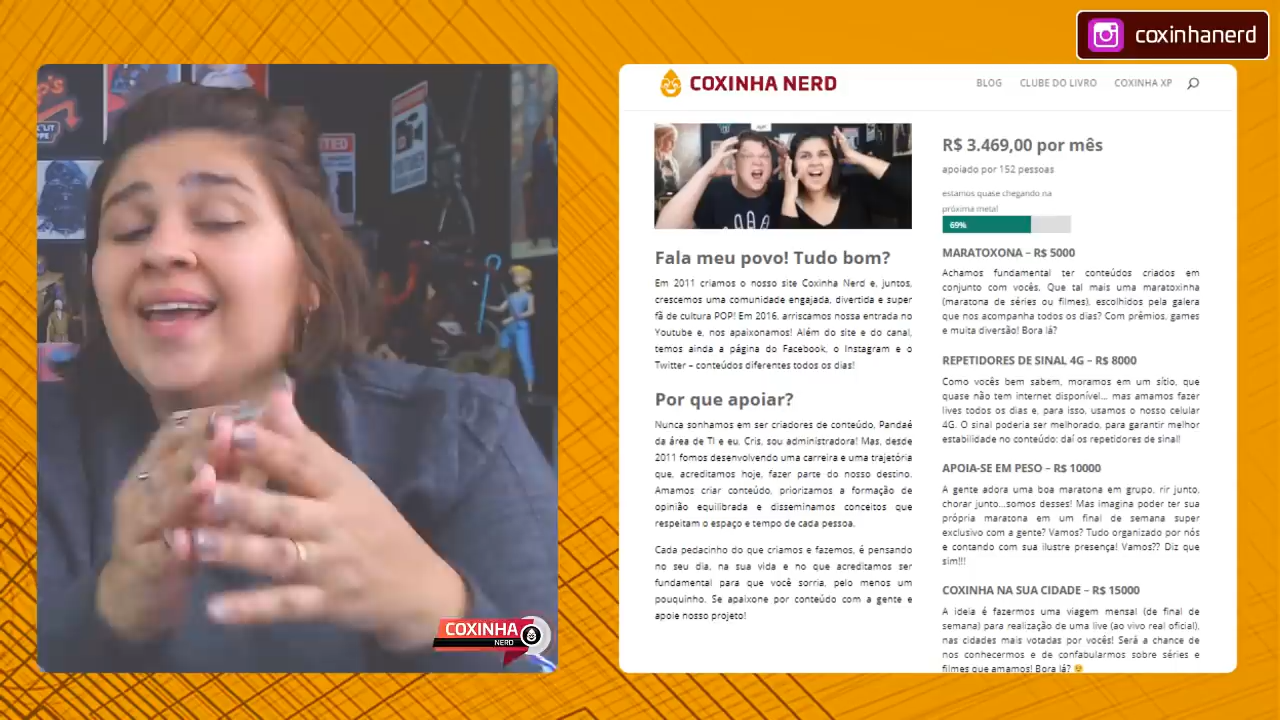 coxinhanerd
COXINHA NERD
BLOG
CLUBE DO LIVRO
COXINHA XP
Fala meu povo! Tudo bom?
Em 2011 criamos o nosso site Coxinha Nerd e, juntos,
crescemos uma comunidade engajada, divertida e super
fã de cultura POP! Em 2016, arriscamos nossa entrada no
Youtube e, nos apaixonamos! Além do site e do canal,
temos ainda a página do Facebook, o Instagram e o
Twitter – conteúdos diferentes todos os dias!
Por que apoiar?
Nunca sonhamos em ser criadores de conteúdo, Pandaé
da área de TI e eu, Cris, sou administradora! Mas, desde
2011 fomos desenvolvendo uma carreira e uma trajetória
que, acreditamos hoje, fazer parte do nosso destino.
Amamos criar conteúdo, priorizamos a formação de
opinião equilibrada e disseminamos conceitos que
respeitam o espaço e tempo de cada pessoa.
Cada pedacinho do que criamos e fazemos, é pensando
no seu dia, na sua vida e no que acreditamos ser
fundamental para que você sorria, pelo menos um
pouquinho. Se apaixone por conteúdo com a gente e
apoie nosso projeto!
R$ 3.469,00 por mês
apoiado por 152 pessoas
estamos quase chegando na
próxima meta!
69%
MARATOXONA – R$ 5000
Achamos fundamental ter conteúdos criados em
conjunto com vocês. Que tal mais uma maratoxinha
(maratona de séries ou filmes), escolhidos pela galera
que nos acompanha todos os dias? Com prêmios, games
e muita diversão! Bora lá?
REPETIDORES DE SINAL 4G – R$ 8000
Como vocês bem sabem, moramos em um sítio, que
quase não tem internet disponível... mas amamos fazer
lives todos os dias e, para isso, usamos o nosso celular
4G. O sinal poderia ser melhorado, para garantir melhor
estabilidade no conteúdo: daí os repetidores de sinal!
APOIA-SE EM PESO – R$ 10000
A gente adora uma boa maratona em grupo, rir junto,
chorar junto...somos desses! Mas imagina poder ter sua
própria maratona em um final de semana super
exclusivo com a gente? Vamos? Tudo organizado por nós
e contando com sua ilustre presença! Vamos?? Diz que
sim!!!
COXINHA NA SUA CIDADE – R$ 15000
A ideia é fazermos uma viagem mensal (de final de
semana) para realização de uma live (ao vivo real oficial),
nas cidades mais votadas por vocês! Será a chance de
nos conhecermos e de confabularmos sobre séries e
filmes que amamos! Bora lá? 😉
COXINHA
NERD